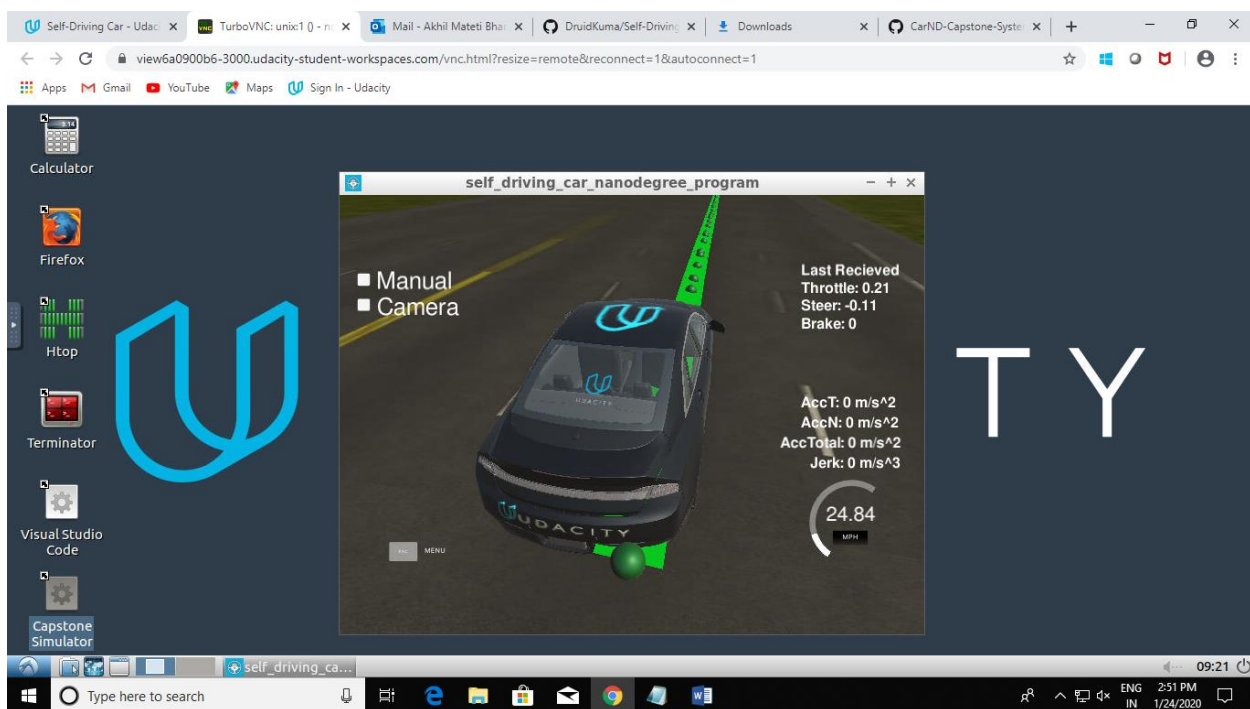 Self-Driving Car - Udac
TurboVNC: unix:1 () - no
Mail - Akhil Mateti Bha
DruidKuma/Self-Driving
Downloads
CarND-Capstone-Syste
view6a0900b6-3000.udacity-student-workspaces.com/vnc.html?resize=remote&reconnect=1&autoconnect=1
Apps
Gmail
YouTube
Maps
Sign In - Udacity
Calculator
Firefox
Htop
Terminator
Visual Studio
Code
Capstone
Simulator
self_driving_car_nanodegree_program
Manual
Camera
Last Recieved
Throttle: 0.21
Steer: -0.11
Brake: 0
UDACITY
AccT: 0 m/s^2
AccN: 0 m/s^2
AccTotal: 0 m/s^2
Jerk: 0 m/s^3
24.84
MPH
UDACITY
MENU
T Y
self_driving_ca...
09:21
Type here to search
ENG
IN
2:51 PM
1/24/2020